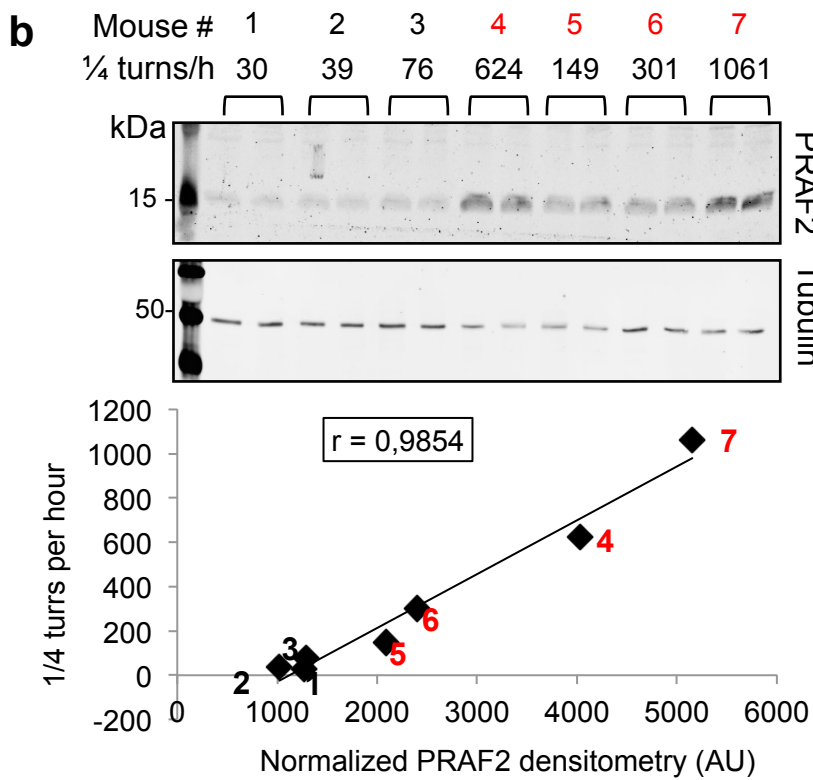 b
Mouse # 1 2 3 4 5 6 7
¼ turns/h 30 39 76 624 149 301 1061
kDa
15
PRAF2
50
Tubulin
r = 0,9854
1200
1000
800
600
400
200
0
-200
1/4 turrs per hour
7
4
6
5
3
2
1
0 1000 2000 3000 4000 5000 6000
Normalized PRAF2 densitometry (AU)